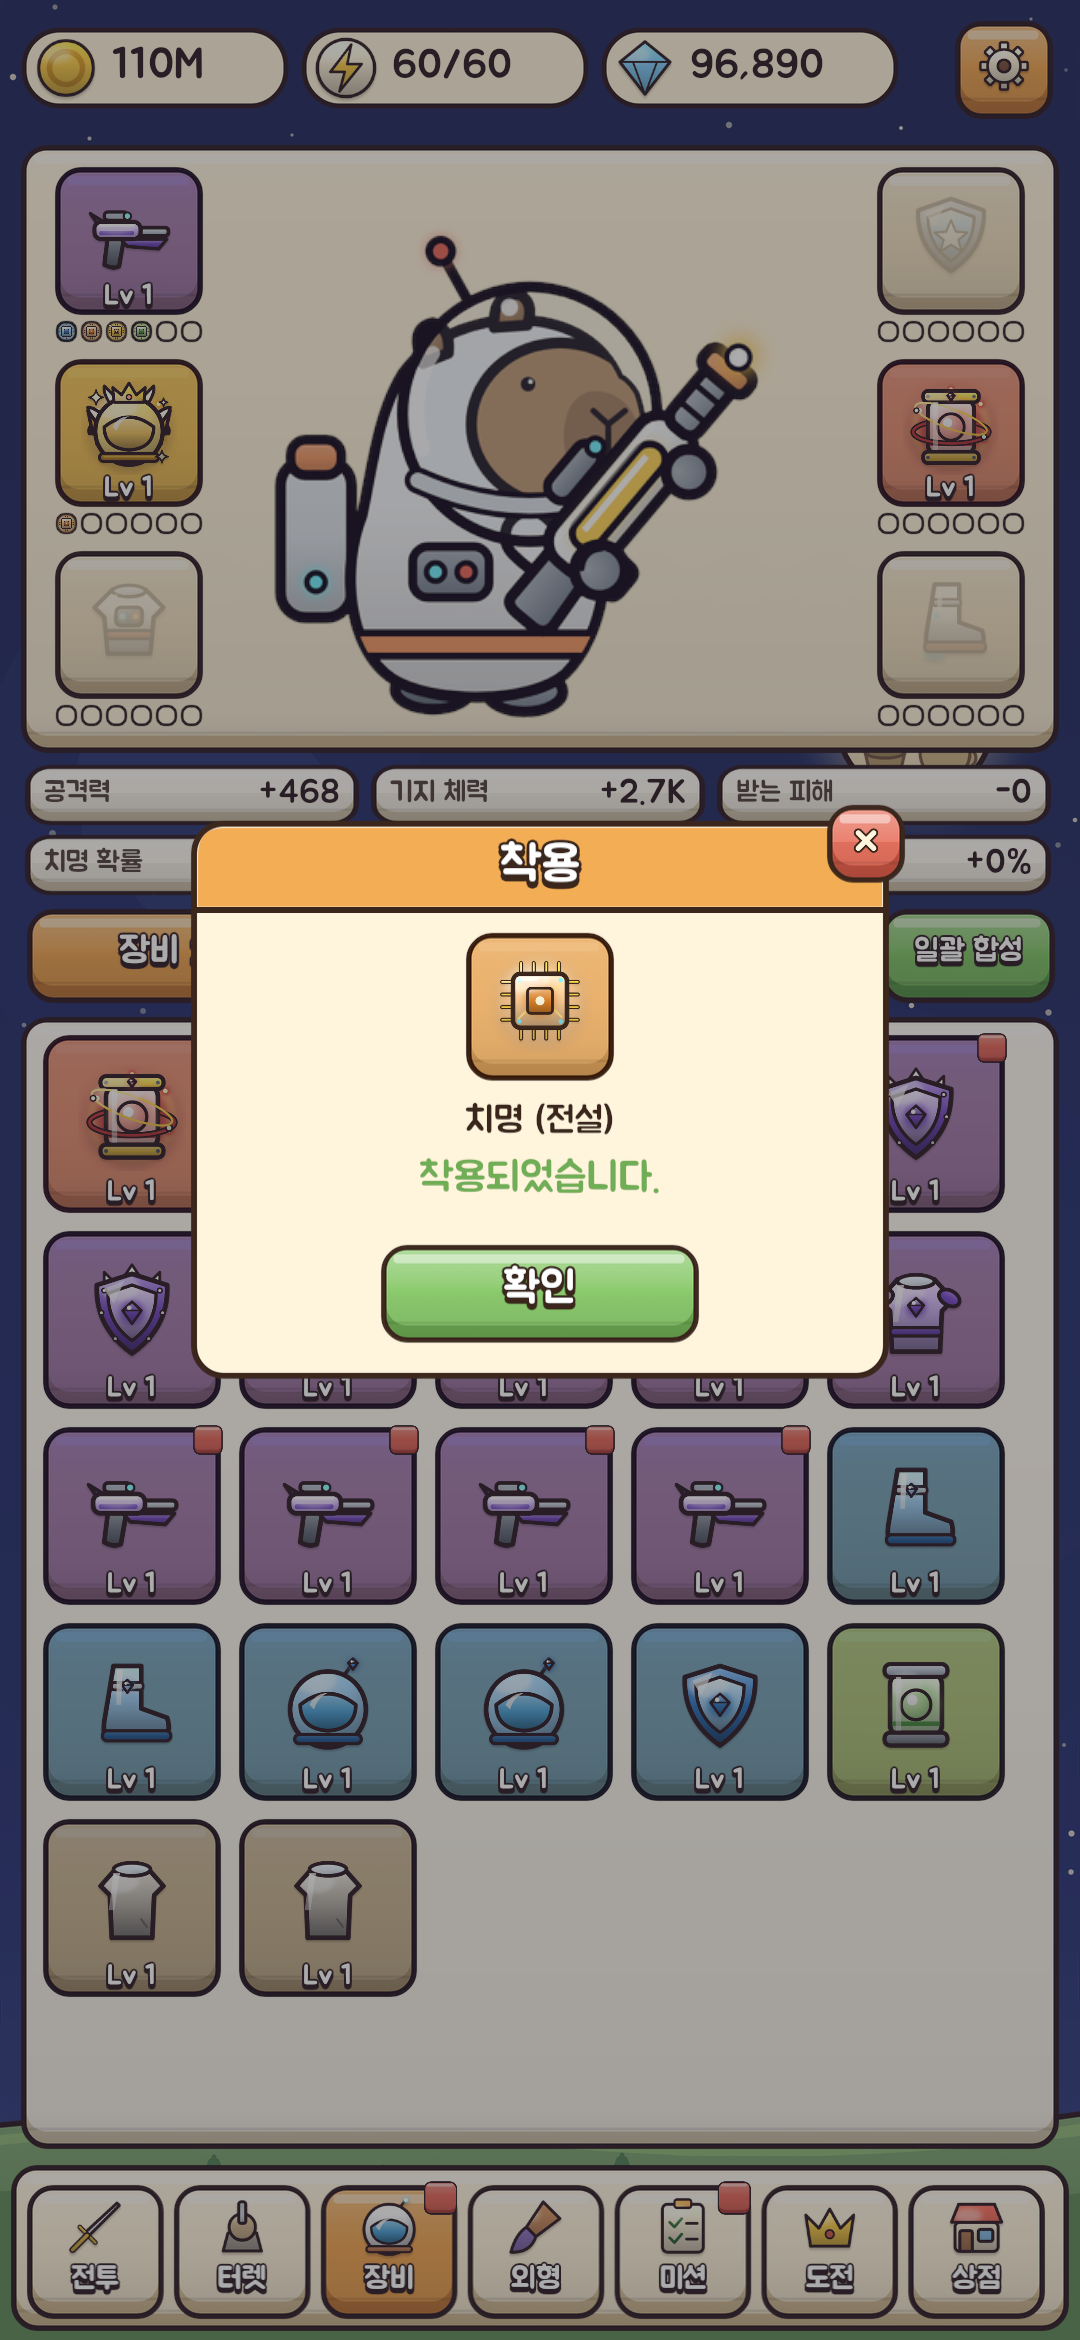 110M 60/60 96,890
Lv 1
Lv 1 Lv 1
공격력 +468 기지 체력 +2.7K 받는 피해 -0
치명 확률 +0%
착용
장비 일괄 합성
치명 (전설)
착용되었습니다.
Lv 1 Lv 1
확인
Lv 1 Lv 1 Lv 1 Lv 1 Lv 1
Lv 1 Lv 1 Lv 1 Lv 1 Lv 1
Lv 1 Lv 1 Lv 1 Lv 1 Lv 1
Lv 1 Lv 1
전투 터렛 장비 외형 미션 도전 상점